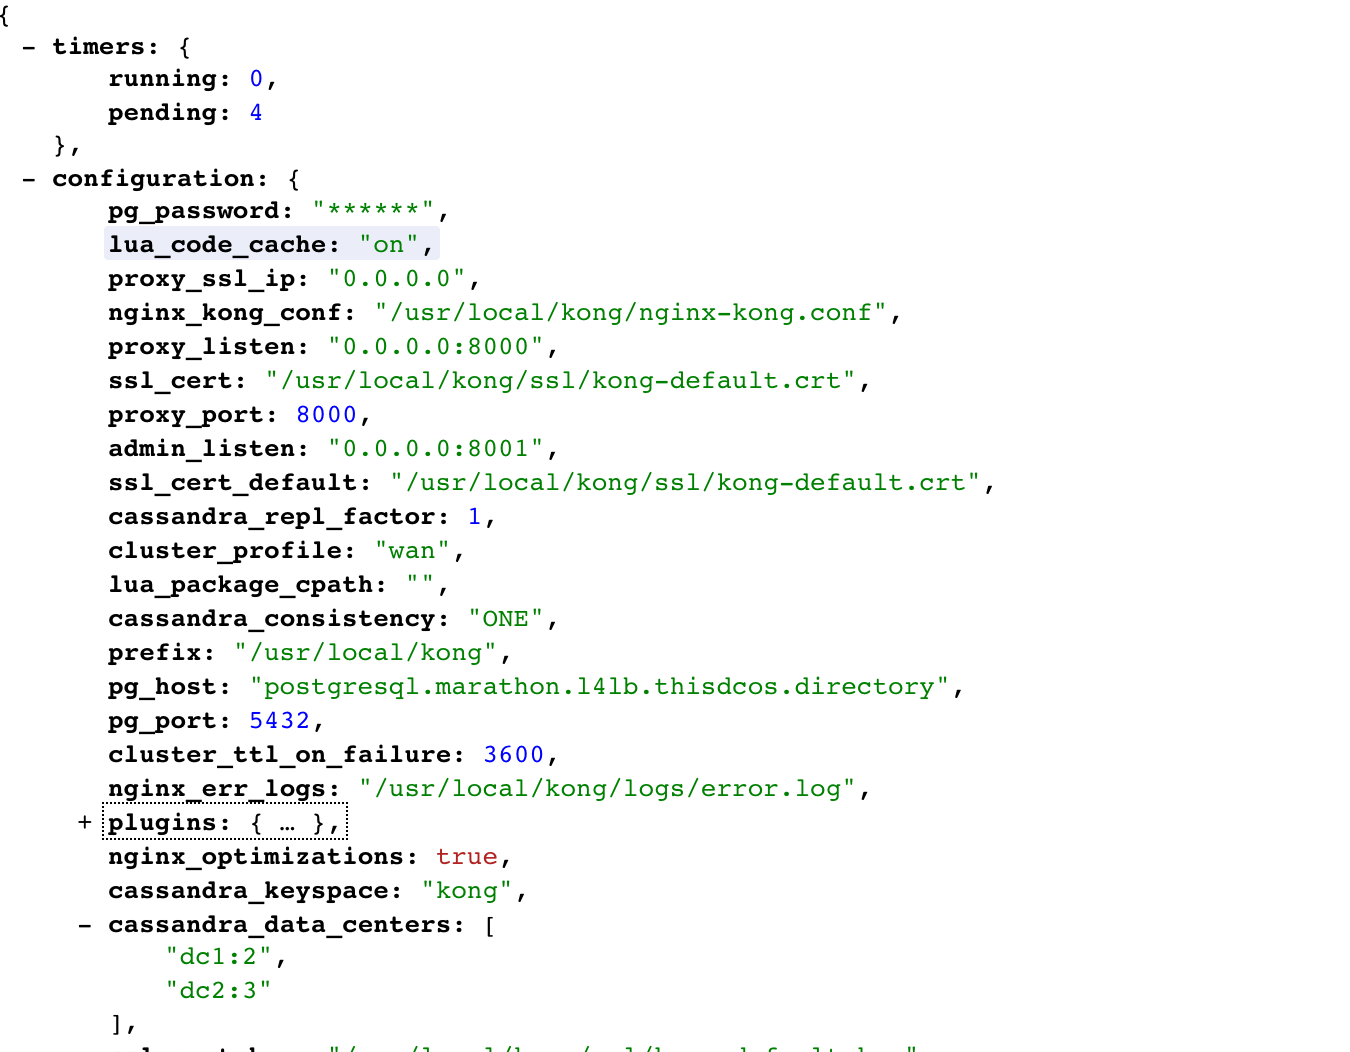 {
- timers: {
running: 0,
pending: 4
},
- configuration: {
pg_password: "******",
lua_code_cache: "on",
proxy_ssl_ip: "0.0.0.0",
nginx_kong_conf: "/usr/local/kong/nginx-kong.conf",
proxy_listen: "0.0.0.0:8000",
ssl_cert: "/usr/local/kong/ssl/kong-default.crt",
proxy_port: 8000,
admin_listen: "0.0.0.0:8001",
ssl_cert_default: "/usr/local/kong/ssl/kong-default.crt",
cassandra_repl_factor: 1,
cluster_profile: "wan",
lua_package_cpath: "",
cassandra_consistency: "ONE",
prefix: "/usr/local/kong",
pg_host: "postgresql.marathon.l4lb.thisdcos.directory",
pg_port: 5432,
cluster_ttl_on_failure: 3600,
nginx_err_logs: "/usr/local/kong/logs/error.log",
+ plugins: { … },
nginx_optimizations: true,
cassandra_keyspace: "kong",
- cassandra_data_centers: [
"dc1:2",
"dc2:3"
],